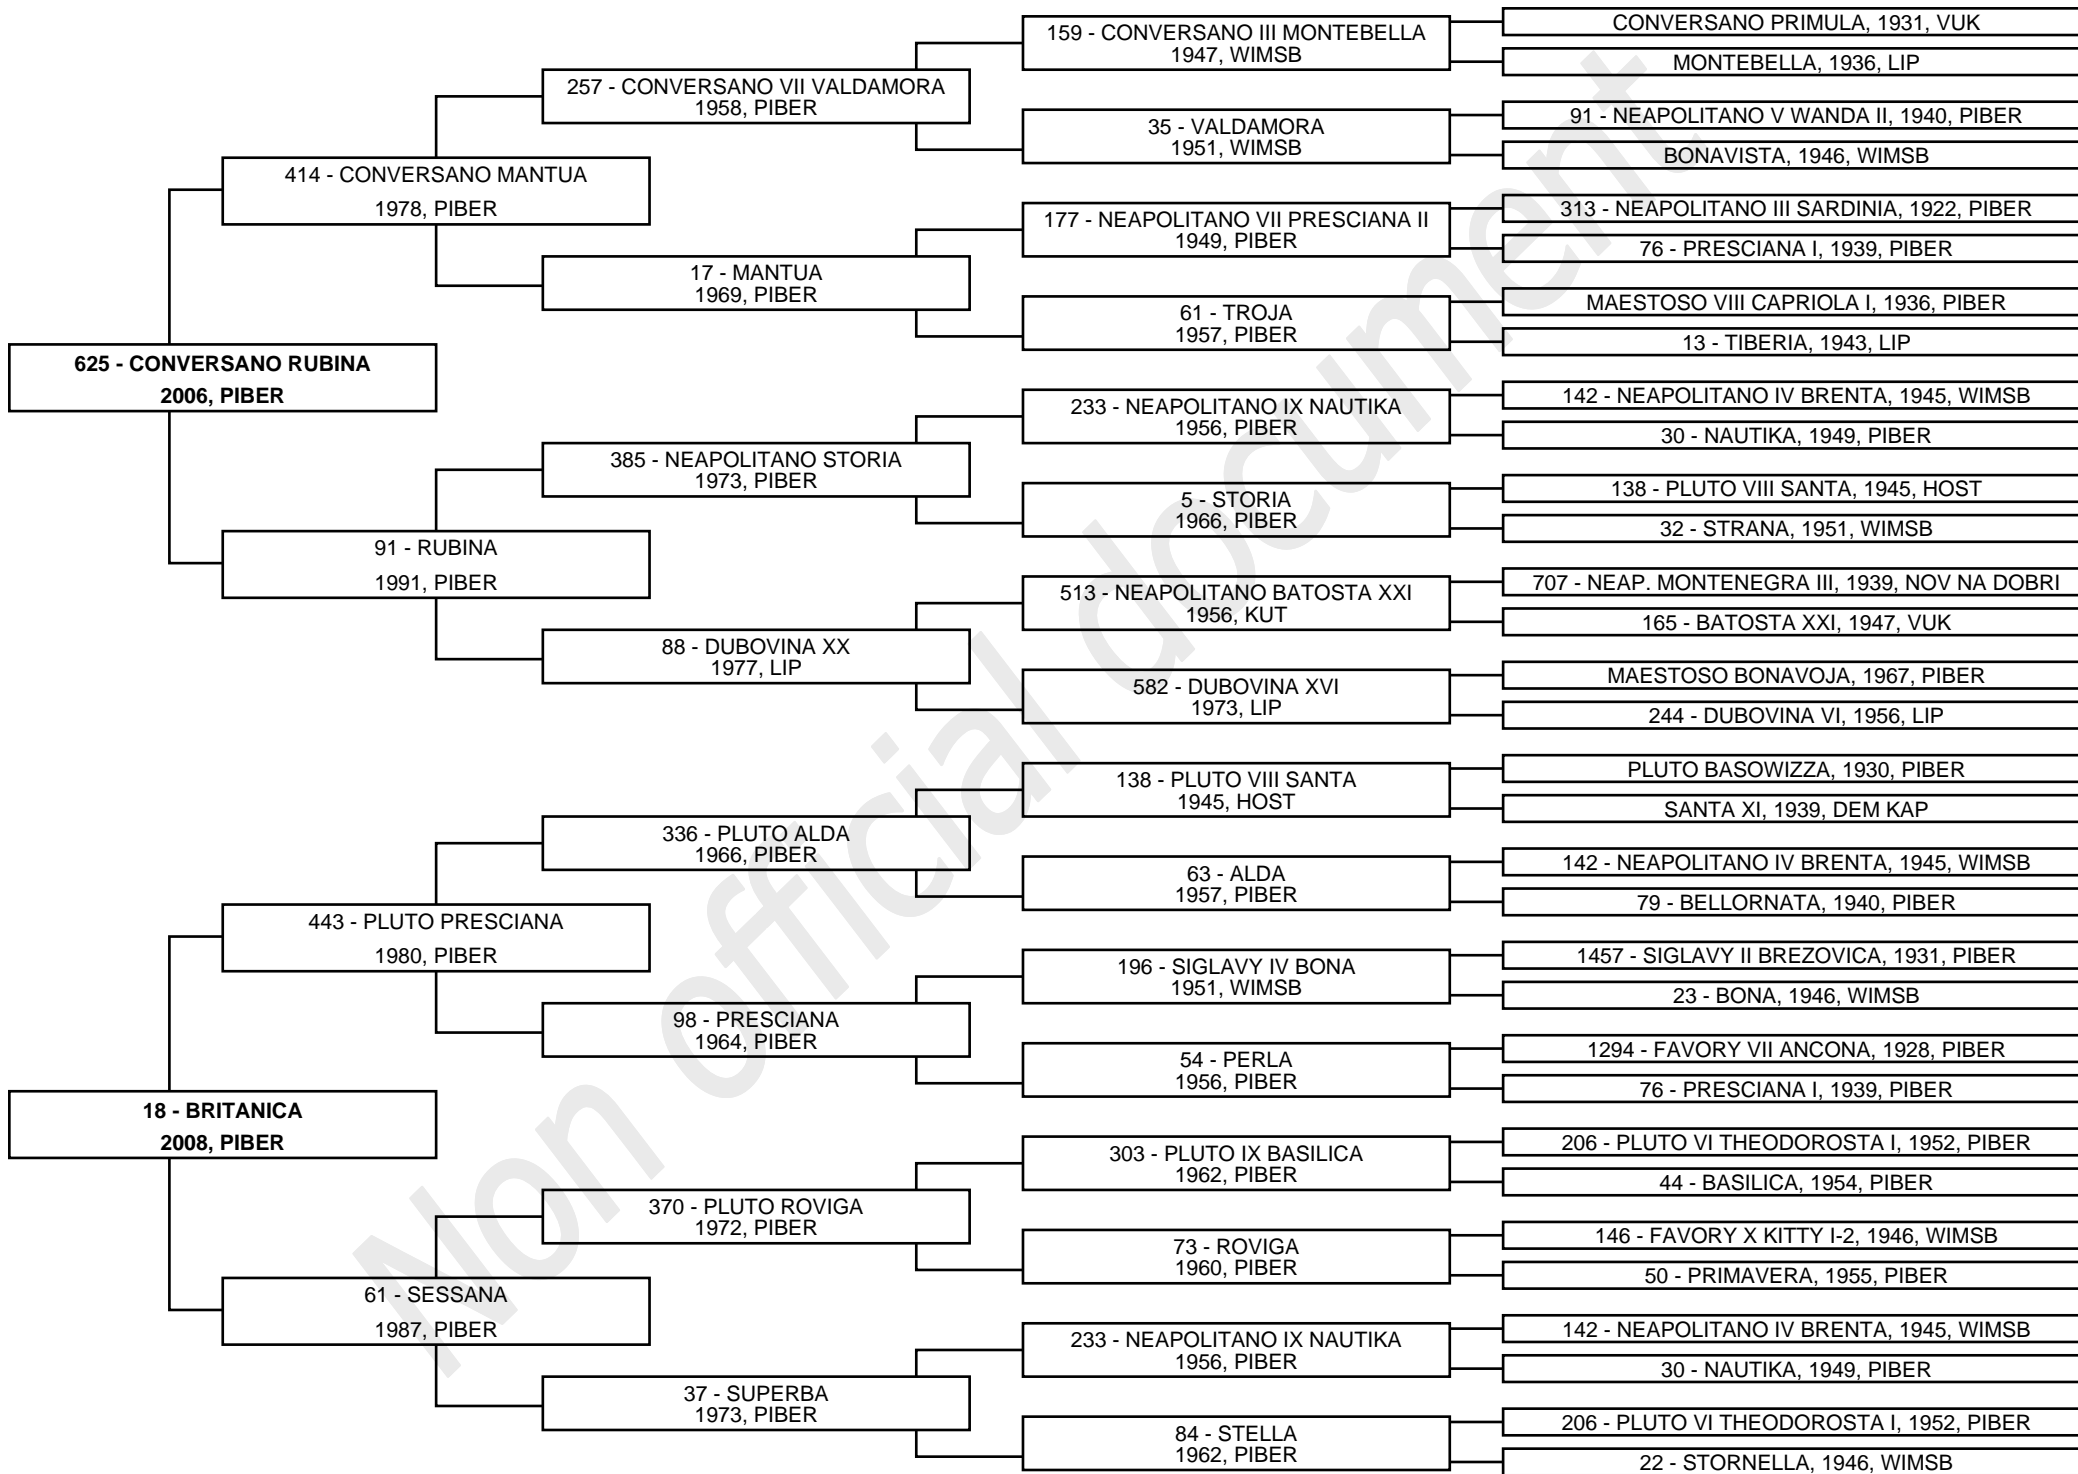 625 - CONVERSANO RUBINA
2006, PIBER
18 - BRITANICA
2008, PIBER
414 - CONVERSANO MANTUA
1978, PIBER
91 - RUBINA
1991, PIBER
443 - PLUTO PRESCIANA
1980, PIBER
61 - SESSANA
1987, PIBER
257 - CONVERSANO VII VALDAMORA
1958, PIBER
17 - MANTUA
1969, PIBER
385 - NEAPOLITANO STORIA
1973, PIBER
88 - DUBOVINA XX
1977, LIP
336 - PLUTO ALDA
1966, PIBER
98 - PRESCIANA
1964, PIBER
370 - PLUTO ROVIGA
1972, PIBER
37 - SUPERBA
1973, PIBER
159 - CONVERSANO III MONTEBELLA
1947, WIMSB
35 - VALDAMORA
1951, WIMSB
177 - NEAPOLITANO VII PRESCIANA II
1949, PIBER
61 - TROJA
1957, PIBER
233 - NEAPOLITANO IX NAUTIKA
1956, PIBER
5 - STORIA
1966, PIBER
513 - NEAPOLITANO BATOSTA XXI
1956, KUT
582 - DUBOVINA XVI
1973, LIP
138 - PLUTO VIII SANTA
1945, HOST
63 - ALDA
1957, PIBER
196 - SIGLAVY IV BONA
1951, WIMSB
54 - PERLA
1956, PIBER
303 - PLUTO IX BASILICA
1962, PIBER
73 - ROVIGA
1960, PIBER
233 - NEAPOLITANO IX NAUTIKA
1956, PIBER
84 - STELLA
1962, PIBER
CONVERSANO PRIMULA, 1931, VUK
MONTEBELLA, 1936, LIP
91 - NEAPOLITANO V WANDA II, 1940, PIBER
BONAVISTA, 1946, WIMSB
313 - NEAPOLITANO III SARDINIA, 1922, PIBER
76 - PRESCIANA I, 1939, PIBER
MAESTOSO VIII CAPRIOLA I, 1936, PIBER
13 - TIBERIA, 1943, LIP
142 - NEAPOLITANO IV BRENTA, 1945, WIMSB
30 - NAUTIKA, 1949, PIBER
138 - PLUTO VIII SANTA, 1945, HOST
32 - STRANA, 1951, WIMSB
707 - NEAP. MONTENEGRA III, 1939, NOV NA DOBRI
165 - BATOSTA XXI, 1947, VUK
MAESTOSO BONAVOJA, 1967, PIBER
244 - DUBOVINA VI, 1956, LIP
PLUTO BASOWIZZA, 1930, PIBER
SANTA XI, 1939, DEM KAP
142 - NEAPOLITANO IV BRENTA, 1945, WIMSB
79 - BELLORNATA, 1940, PIBER
1457 - SIGLAVY II BREZOVICA, 1931, PIBER
23 - BONA, 1946, WIMSB
1294 - FAVORY VII ANCONA, 1928, PIBER
76 - PRESCIANA I, 1939, PIBER
206 - PLUTO VI THEODOROSTA I, 1952, PIBER
44 - BASILICA, 1954, PIBER
146 - FAVORY X KITTY I-2, 1946, WIMSB
50 - PRIMAVERA, 1955, PIBER
142 - NEAPOLITANO IV BRENTA, 1945, WIMSB
30 - NAUTIKA, 1949, PIBER
206 - PLUTO VI THEODOROSTA I, 1952, PIBER
22 - STORNELLA, 1946, WIMSB
Non official document